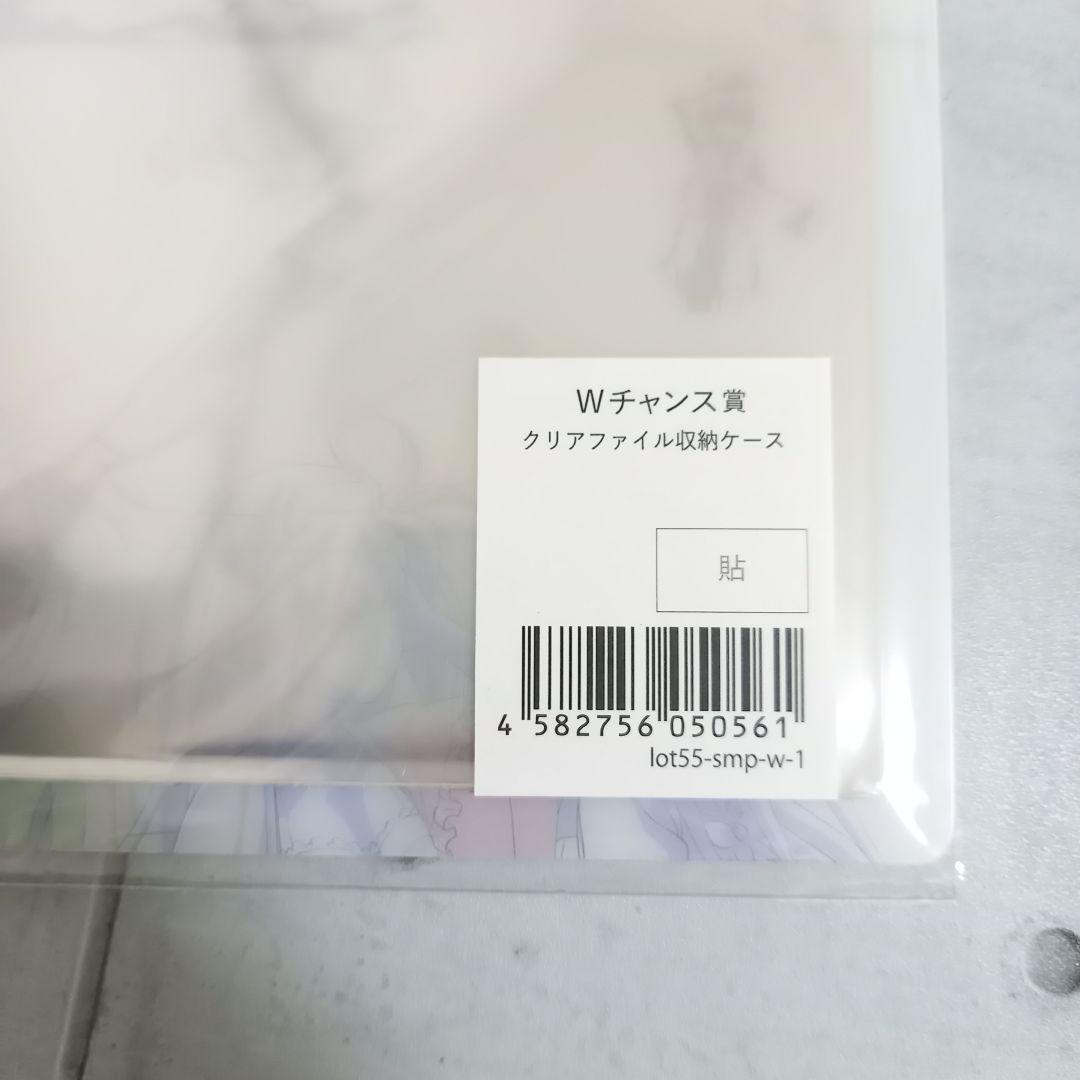 Wチャンス賞
クリアファイル収納ケース
貼
4 582756 050561
lot55-smp-w-1